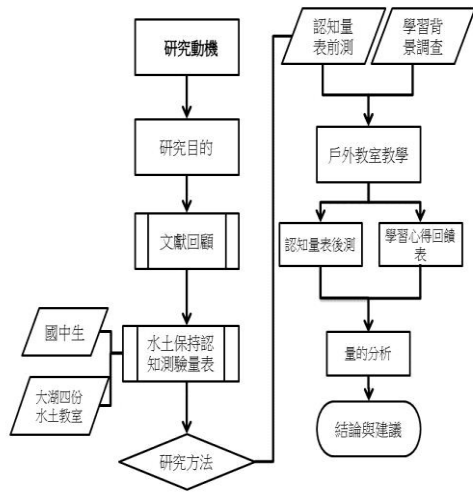 研究動機
研究目的
文獻回顧
國中生
水土保持認
知測驗量表
大湖四份
水土教室
研究方法
認知量
表前測
學習背
景調查
戶外教室教學
認知量表後測
學習心得回饋
表
量的分析
結論與建議